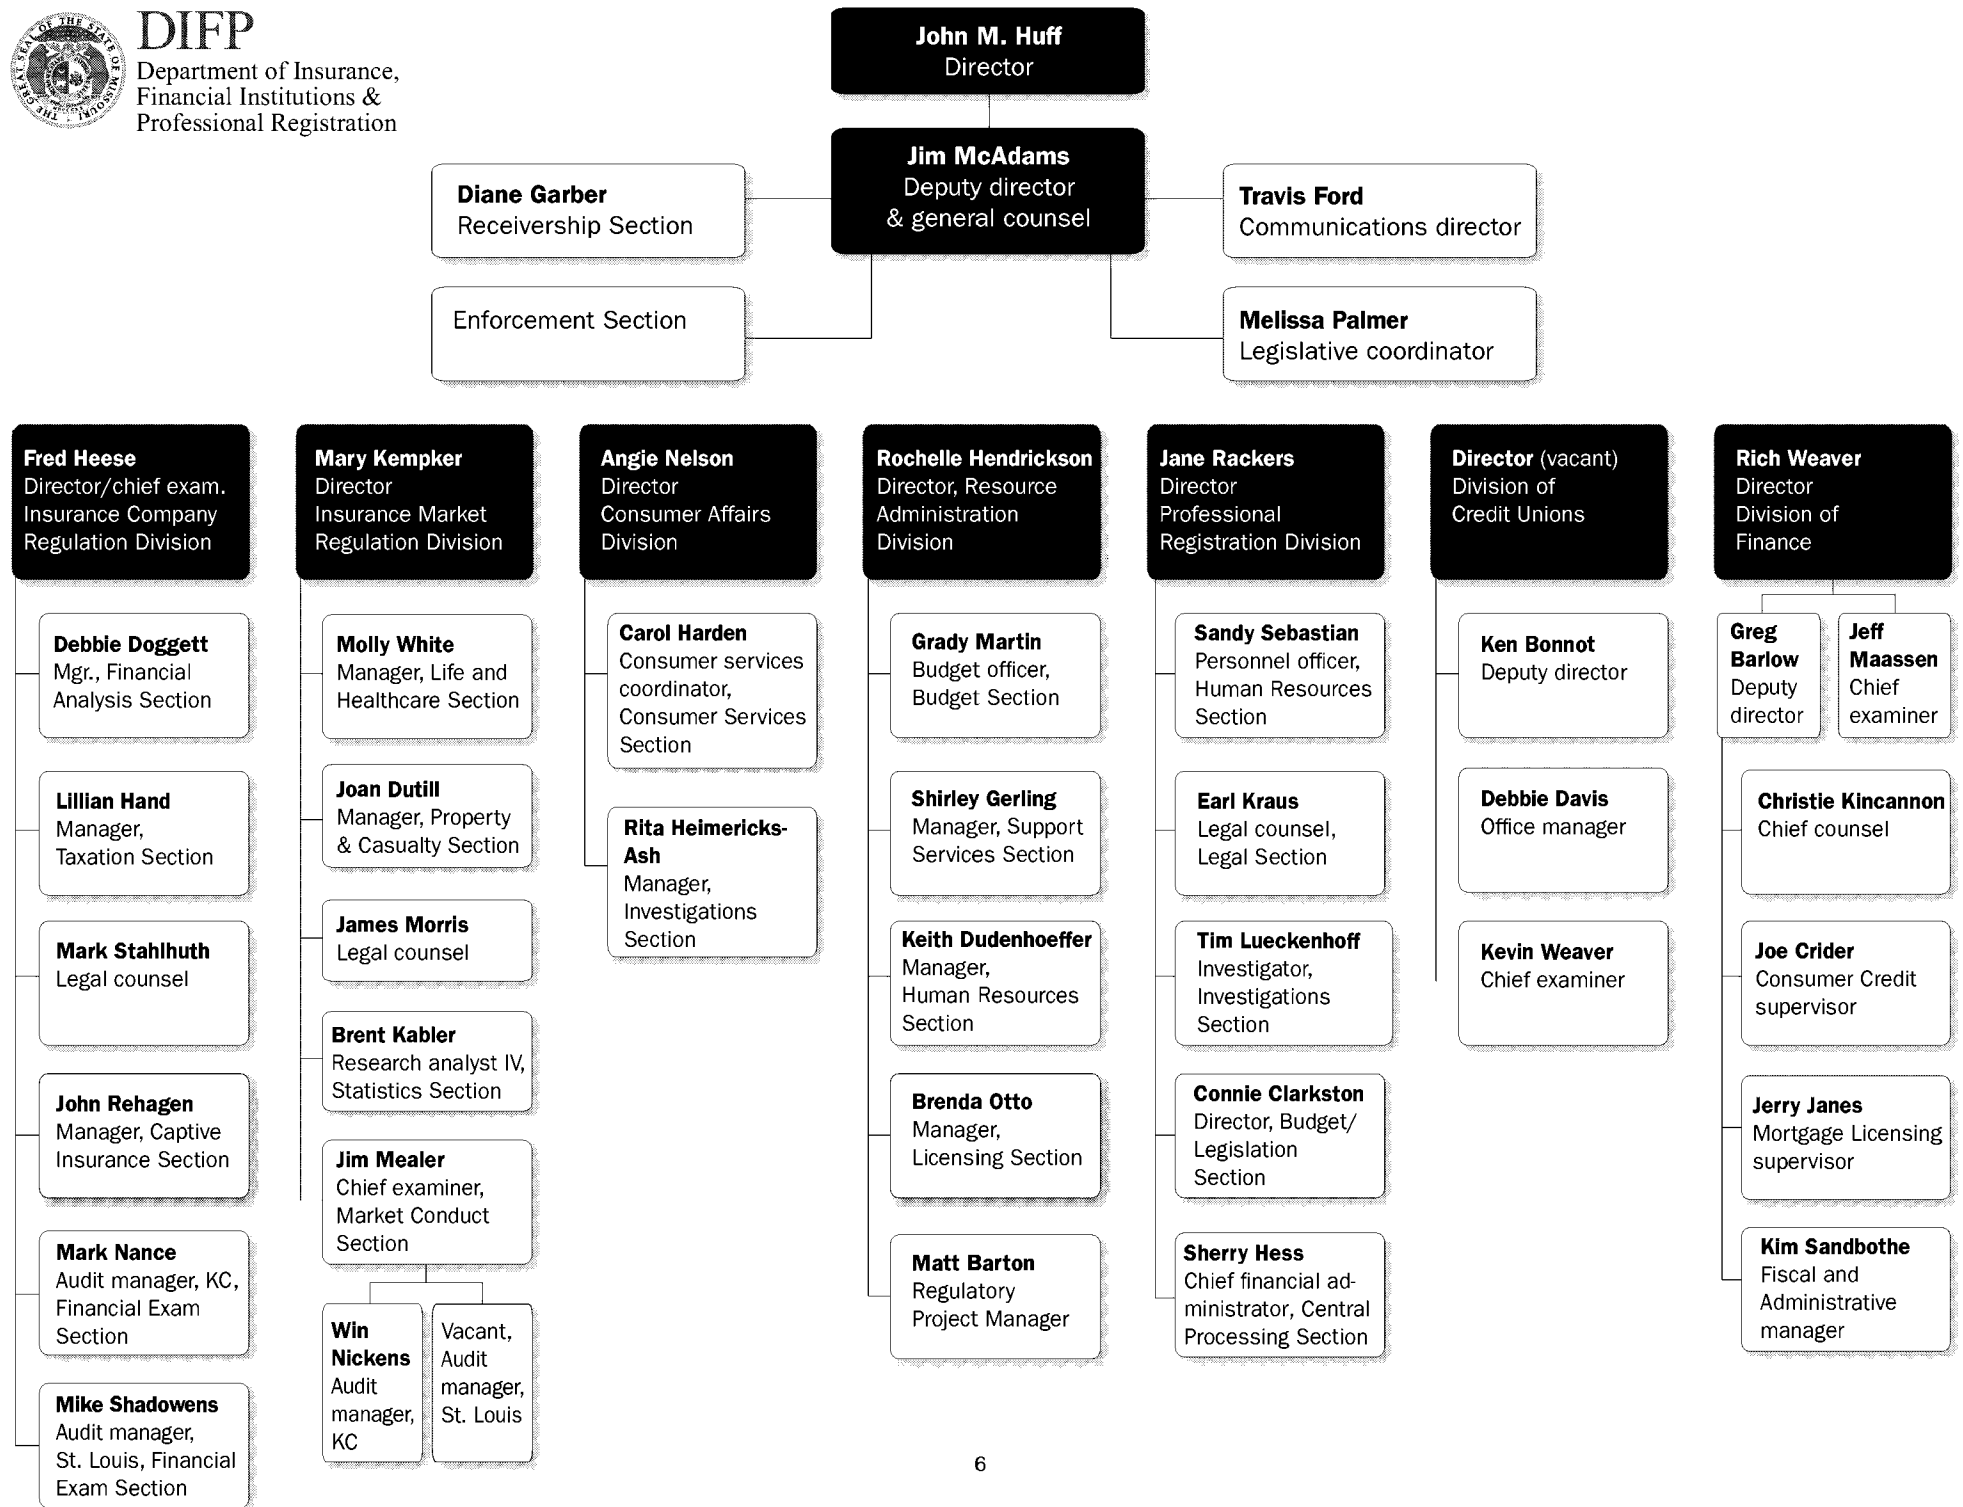 THE GREAT SEAL OF THE STATE OF MISSOURI
DIFP
Department of Insurance,
Financial Institutions &
Professional Registration
John M. Huff
Director
Jim McAdams
Deputy director
& general counsel
Diane Garber
Receivership Section
Travis Ford
Communications director
Enforcement Section
Melissa Palmer
Legislative coordinator
Fred Heese
Director/chief exam.
Insurance Company
Regulation Division
Debbie Doggett
Mgr., Financial
Analysis Section
Lillian Hand
Manager,
Taxation Section
Mark Stahlhuth
Legal counsel
John Rehagen
Manager, Captive
Insurance Section
Mark Nance
Audit manager, KC,
Financial Exam
Section
Mike Shadowens
Audit manager,
St. Louis, Financial
Exam Section
Mary Kempker
Director
Insurance Market
Regulation Division
Molly White
Manager, Life and
Healthcare Section
Joan Dutill
Manager, Property
& Casualty Section
James Morris
Legal counsel
Brent Kabler
Research analyst IV,
Statistics Section
Jim Mealer
Chief examiner,
Market Conduct
Section
Win
Nickens
Audit
manager,
KC
Vacant,
Audit
manager,
St. Louis
Angie Nelson
Director
Consumer Affairs
Division
Carol Harden
Consumer services
coordinator,
Consumer Services
Section
Rita Heimericks-
Ash
Manager,
Investigations
Section
Rochelle Hendrickson
Director, Resource
Administration
Division
Grady Martin
Budget officer,
Budget Section
Shirley Gerling
Manager, Support
Services Section
Keith Dudenhoeffer
Manager,
Human Resources
Section
Brenda Otto
Manager,
Licensing Section
Matt Barton
Regulatory
Project Manager
Jane Rackers
Director
Professional
Registration Division
Sandy Sebastian
Personnel officer,
Human Resources
Section
Earl Kraus
Legal counsel,
Legal Section
Tim Lueckenhoff
Investigator,
Investigations
Section
Connie Clarkston
Director, Budget/
Legislation
Section
Sherry Hess
Chief financial ad-
ministrator, Central
Processing Section
Director (vacant)
Division of
Credit Unions
Ken Bonnot
Deputy director
Debbie Davis
Office manager
Kevin Weaver
Chief examiner
Rich Weaver
Director
Division of
Finance
Greg
Barlow
Deputy
director
Jeff
Maassen
Chief
examiner
Christie Kincannon
Chief counsel
Joe Crider
Consumer Credit
supervisor
Jerry Janes
Mortgage Licensing
supervisor
Kim Sandbothe
Fiscal and
Administrative
manager
6